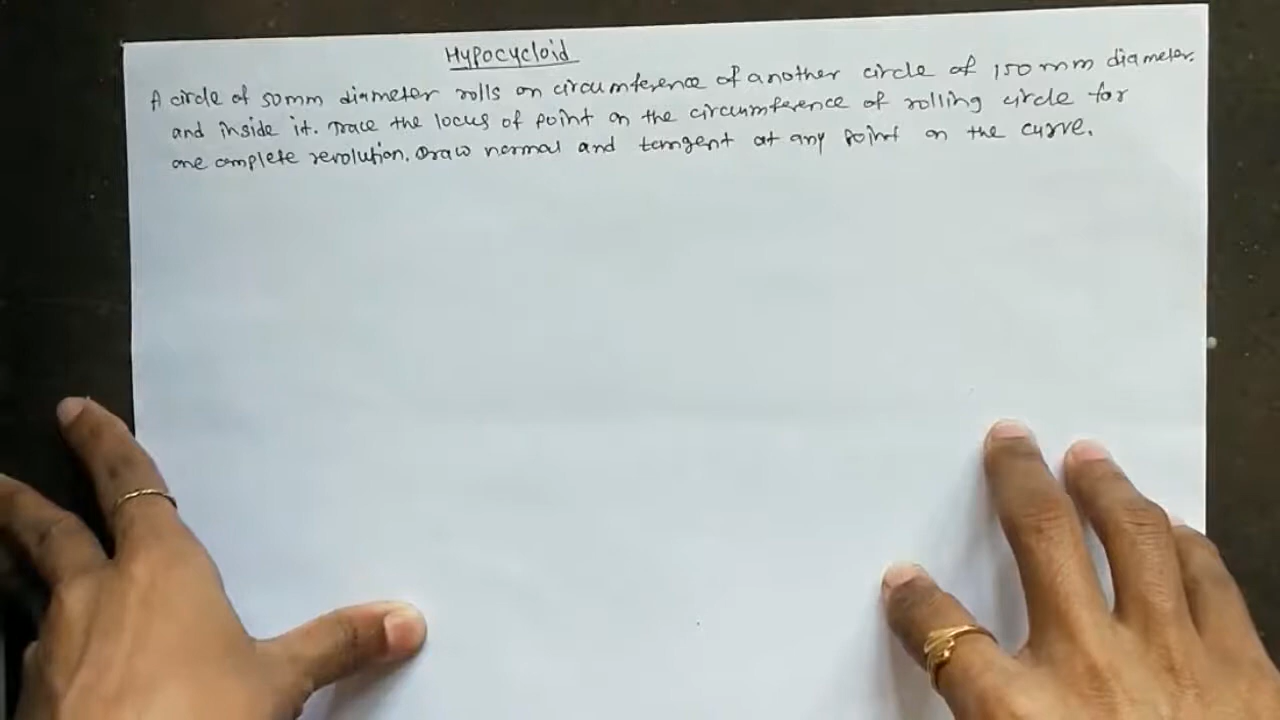 Hypocycloid
A circle of 50mm diameter rolls on circumference of another circle of 150 mm diameter.
and inside it. Trace the locus of point on the circumference of rolling circle for
one complete revolution. Draw normal and tangent at any point on the curve.